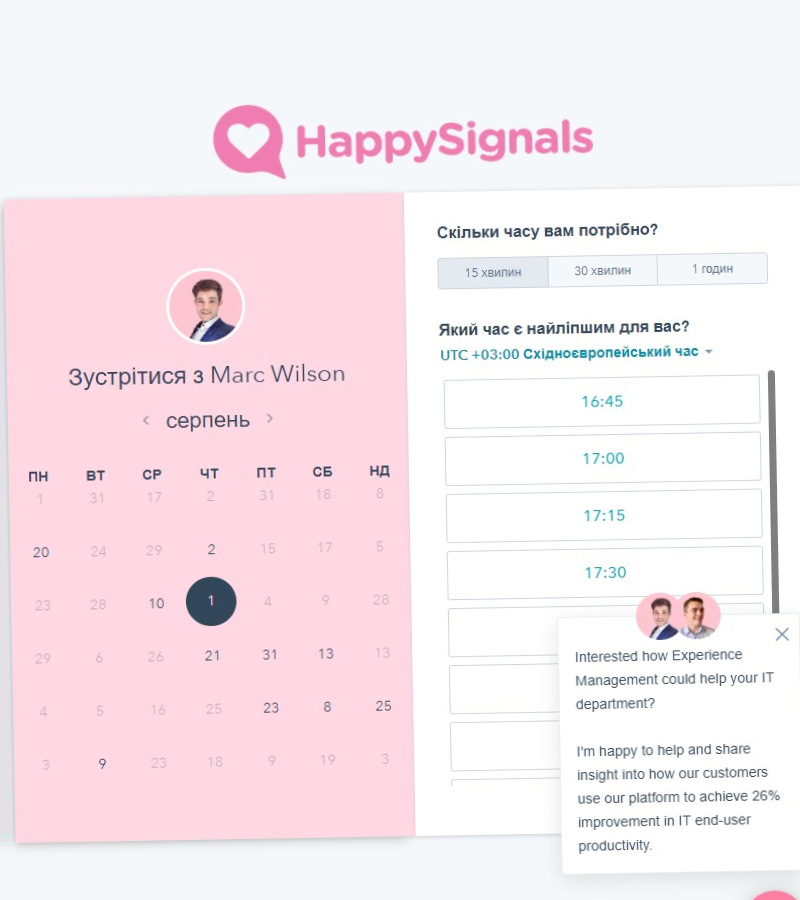 HappySignals
Зустрітися з Marc Wilson
серпень
ПН ВТ СР ЧТ ПТ СБ НД
1 31 17 2 31 18 8
20 24 29 2 15 17 5
23 28 10 1 4 9 28
29 6 26 21 31 13 13
4 5 16 25 23 8 25
3 9 23 18 9 19 3
Скільки часу вам потрібно?
15 хвилин 30 хвилин 1 годин
Який час є найліпшим для вас?
UTC +03:00 Східноєвропейський час
16:45
17:00
17:15
17:30
Interested how Experience
Management could help your IT
department?
I'm happy to help and share
insight into how our customers
use our platform to achieve 26%
improvement in IT end-user
productivity.